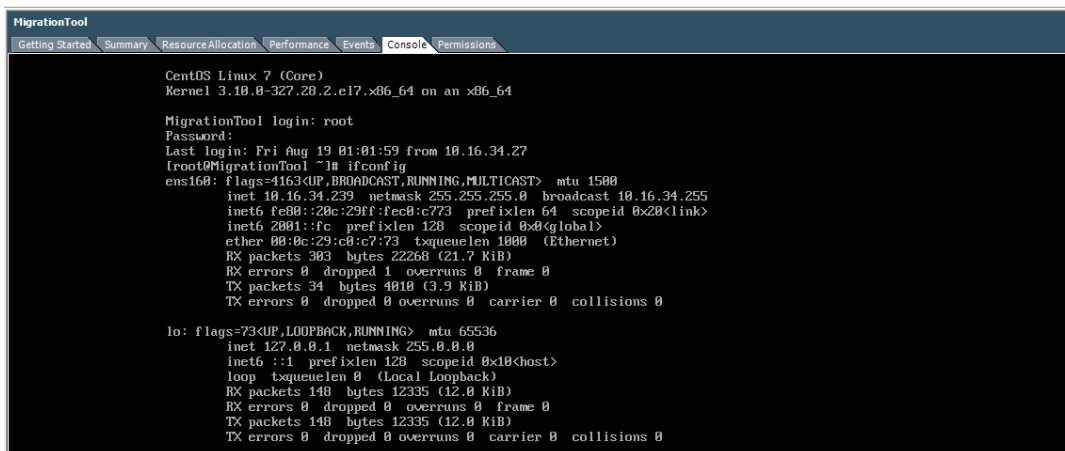 MigrationTool
Getting Started Summary Resource Allocation Performance Events Console Permissions
CentOS Linux 7 (Core)
Kernel 3.10.0-327.28.2.el7.x86_64 on an x86_64
MigrationTool login: root
Password:
Last login: Fri Aug 19 01:01:59 from 10.16.34.27
[root@MigrationTool ~]# ifconfig
ens160: flags=4163<UP,BROADCAST,RUNNING,MULTICAST>  mtu 1500
inet 10.16.34.239  netmask 255.255.255.0  broadcast 10.16.34.255
inet6 fe80::20c:29ff:fec0:c773  prefixlen 64  scopeid 0x20<link>
inet6 2001::fc  prefixlen 128  scopeid 0x0<global>
ether 00:0c:29:c0:c7:73  txqueuelen 1000  (Ethernet)
RX packets 303  bytes 22268 (21.7 KiB)
RX errors 0  dropped 1  overruns 0  frame 0
TX packets 34  bytes 4010 (3.9 KiB)
TX errors 0  dropped 0 overruns 0  carrier 0  collisions 0
lo: flags=73<UP,LOOPBACK,RUNNING>  mtu 65536
inet 127.0.0.1  netmask 255.0.0.0
inet6 ::1  prefixlen 128  scopeid 0x10<host>
loop  txqueuelen 0  (Local Loopback)
RX packets 148  bytes 12335 (12.0 KiB)
RX errors 0  dropped 0  overruns 0  frame 0
TX packets 148  bytes 12335 (12.0 KiB)
TX errors 0  dropped 0 overruns 0  carrier 0  collisions 0